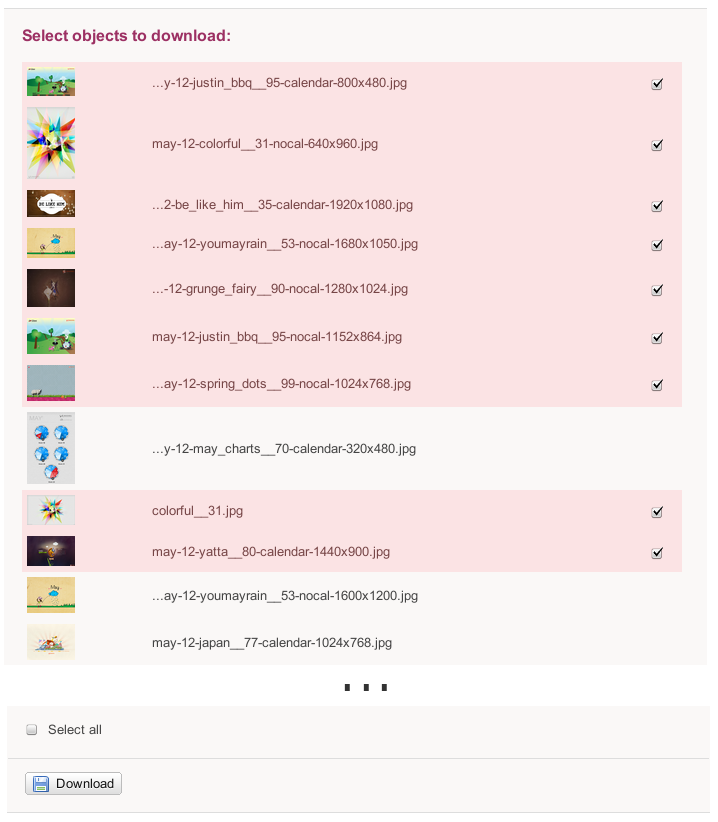 Select objects to download:
...y-12-justin_bbq__95-calendar-800x480.jpg
may-12-colorful__31-nocal-640x960.jpg
...2-be_like_him__35-calendar-1920x1080.jpg
...ay-12-youmayrain__53-nocal-1680x1050.jpg
...-12-grunge_fairy__90-nocal-1280x1024.jpg
may-12-justin_bbq__95-nocal-1152x864.jpg
...ay-12-spring_dots__99-nocal-1024x768.jpg
...y-12-may_charts__70-calendar-320x480.jpg
colorful__31.jpg
may-12-yatta__80-calendar-1440x900.jpg
...ay-12-youmayrain__53-nocal-1600x1200.jpg
may-12-japan__77-calendar-1024x768.jpg
...
Select all
Download